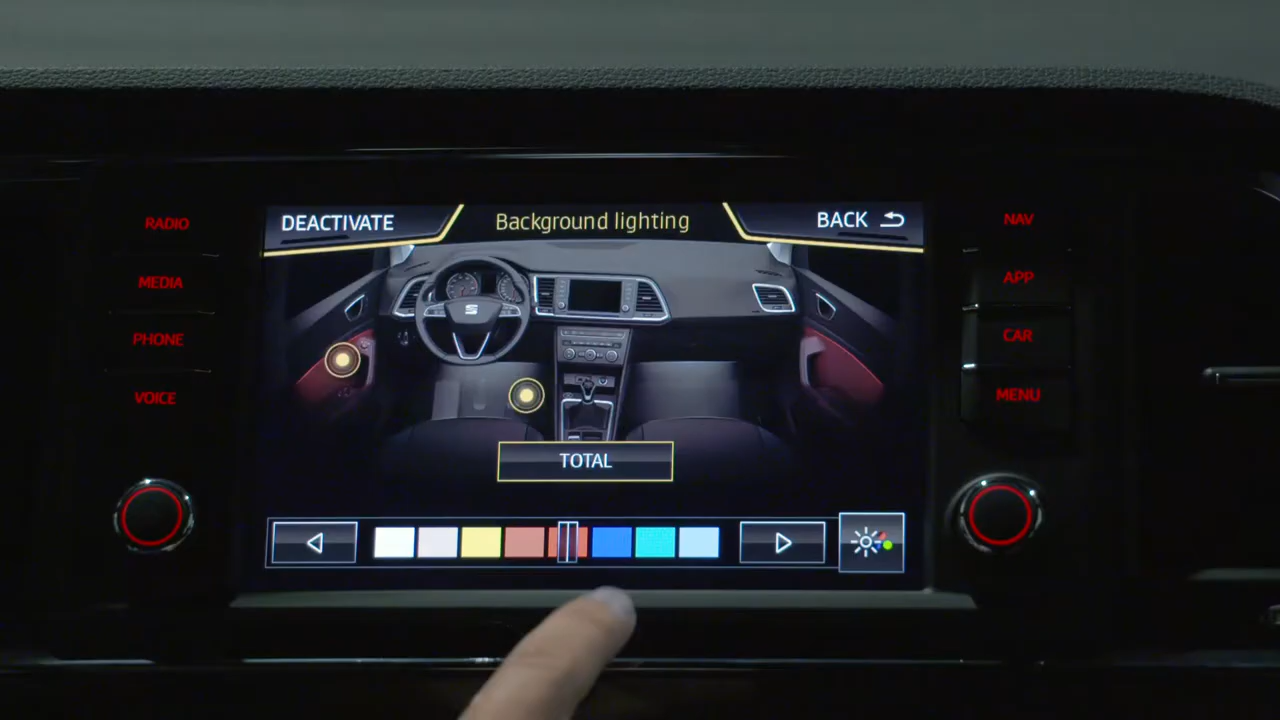 RADIO
MEDIA
PHONE
VOICE
DEACTIVATE
Background lighting
BACK
TOTAL
NAV
APP
CAR
MENU